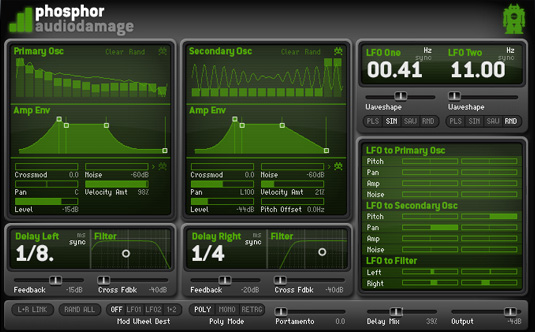 phosphor
audiodamage
Primary Osc Clear Rand
Amp Env
Crossmod 0.0 Noise -60dB
Pan C Velocity Amt 98%
Level -15dB
Secondary Osc Clear Rand
Amp Env
Crossmod 0.0 Noise -60dB
Pan L100 Velocity Amt 21%
Level -44dB Pitch Offset 0.0Hz
LFO One Hz sync LFO Two Hz sync
00.41 11.00
Waveshape Waveshape
PLS SIN SAW RND PLS SIN SAW RND
LFO to Primary Osc
Pitch
Pan
Amp
Noise
LFO to Secondary Osc
Pitch
Pan
Amp
Noise
LFO to Filter
Left
Right
Delay Left ms sync Filter
1/8.
Feedback -15dB Cross Fdbk -40dB
Delay Right ms sync Filter
1/4
Feedback -20dB Cross Fdbk -40dB
L+R LINK RAND ALL OFF LFO1 LFO2 1+2 POLY MONO RETRG
Mod Wheel Dest Poly Mode Portamento 0.0 Delay Mix 39% Output -4dB